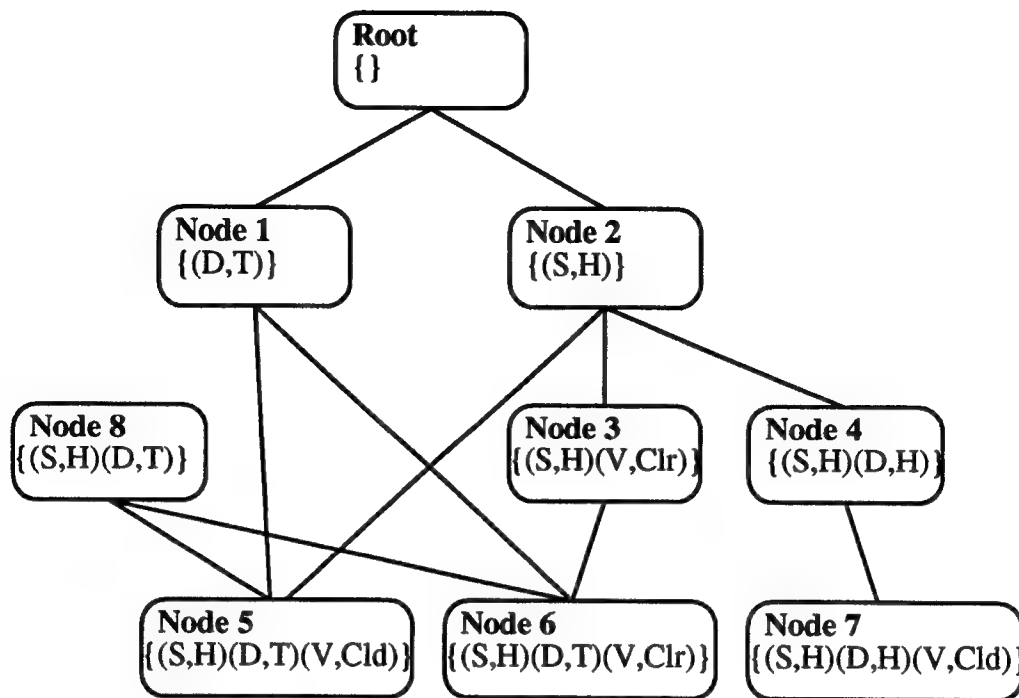 Root
{}
Node 1
{(D,T)}
Node 2
{(S,H)}
Node 8
{(S,H)(D,T)}
Node 3
{(S,H)(V,Clr)}
Node 4
{(S,H)(D,H)}
Node 5
{(S,H)(D,T)(V,Cld)}
Node 6
{(S,H)(D,T)(V,Clr)}
Node 7
{(S,H)(D,H)(V,Cld)}